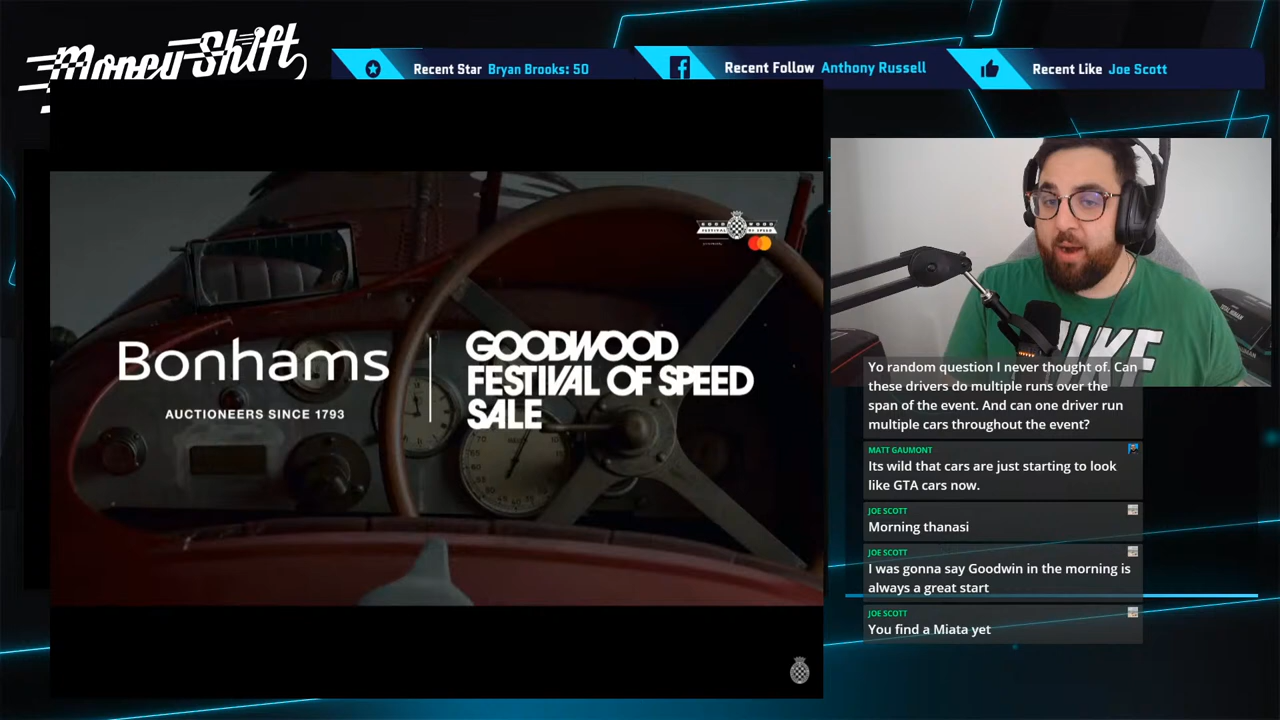 Money Shift
Recent Star Bryan Brooks: 50
Recent Follow Anthony Russell
Recent Like Joe Scott
Bonhams
AUCTIONEERS SINCE 1793
GOODWOOD
FESTIVAL OF SPEED
SALE
NIKE
Yo random question I never thought of. Can
these drivers do multiple runs over the
span of the event. And can one driver run
multiple cars throughout the event?
MATT GAUMONT
Its wild that cars are just starting to look
like GTA cars now.
JOE SCOTT
Morning thanasi
JOE SCOTT
I was gonna say Goodwin in the morning is
always a great start
JOE SCOTT
You find a Miata yet